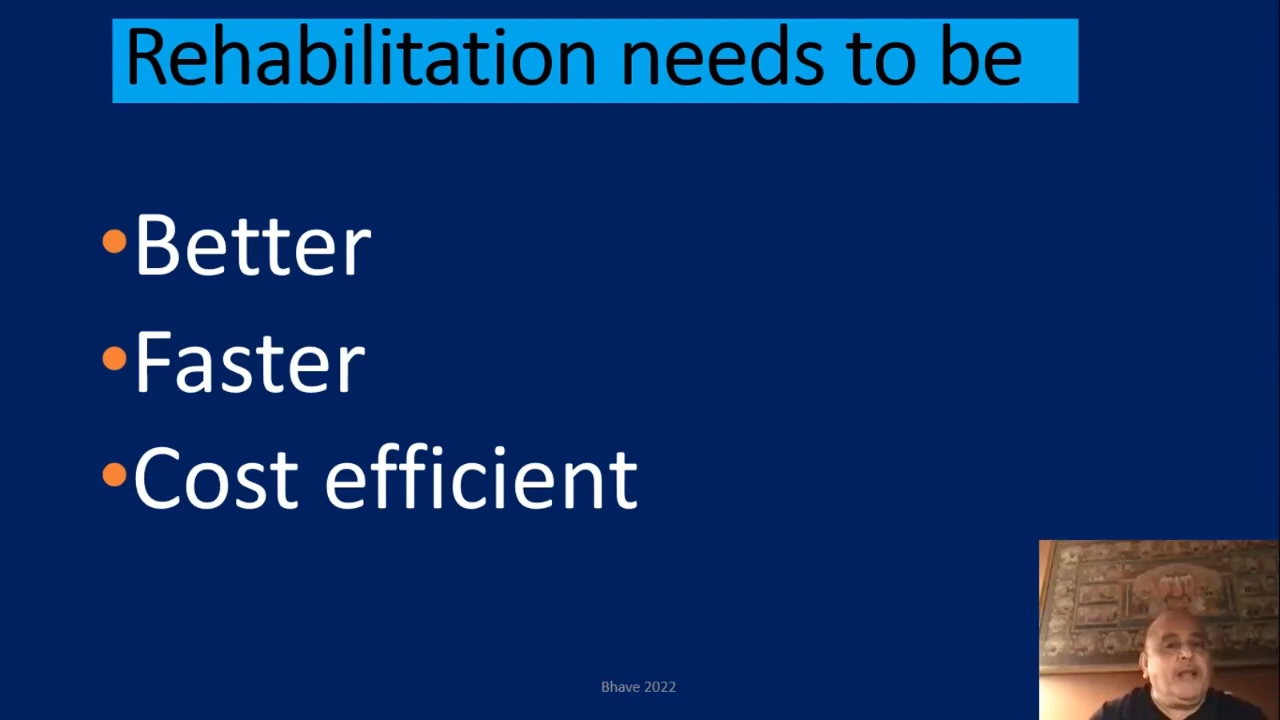 Rehabilitation needs to be
•Better
•Faster
•Cost efficient
Bhave 2022